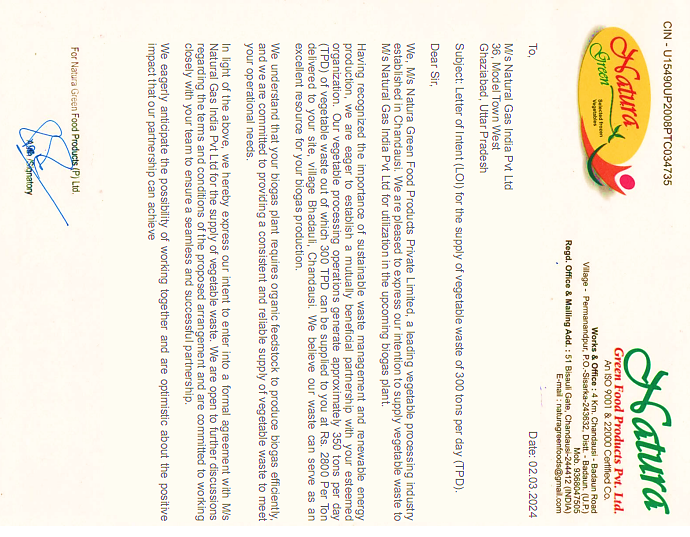 CIN - U15490UP2008PTC034735
Natura
Green
Selected frozen
Vegetables
Natura
Green Food Products Pvt. Ltd.
An ISO 9001 & 22000 Certified Co.
Works & Office : 4 Km. Chandausi - Badaun Road
Village - Permanandpur, P.O.-Sisarka-243632, Distt. - Badaun, (U.P.)
Mob. 9368047605
Regd. Office & Mailing Add. : 51 Bisauli Gate, Chandausi-244412 (INDIA)
E-mail : naturagreenfoods@gmail.com
To,
Date: 02.03.2024
M/s Natural Gas India Pvt Ltd
36, Model Town West
Ghaziabad, Uttar Pradesh
Subject: Letter of Intent (LOI) for the supply of vegetable waste of 300 tons per day (TPD).
Dear Sir,
We, M/s Natura Green Food Products Private Limited, a leading vegetable processing industry
established in Chandausi. We are pleased to express our intention to supply vegetable waste to
M/s Natural Gas India Pvt Ltd for utilization in the upcoming biogas plant.
Having recognized the importance of sustainable waste management and renewable energy
production, we are eager to establish a mutually beneficial partnership with your esteemed
organization. Our vegetable processing operations generate approximately 350 tons per day
(TPD) of vegetable waste out of which 300 TPD can be supplied to you at Rs. 2800 Per Ton
delivered to your site, village Bhadauli, Chandausi. We believe our waste can serve as an
excellent resource for your biogas production.
We understand that your biogas plant requires organic feedstock to produce biogas efficiently,
and we are committed to providing a consistent and reliable supply of vegetable waste to meet
your operational needs.
In light of the above, we hereby express our intent to enter into a formal agreement with M/s
Natural Gas India Pvt Ltd for the supply of vegetable waste. We are open to further discussions
regarding the terms and conditions of the proposed arrangement and are committed to working
closely with your team to ensure a seamless and successful partnership.
We eagerly anticipate the possibility of working together and are optimistic about the positive
impact that our partnership can achieve
For Natura Green Food Products (P) Ltd.
Auth. Signatory